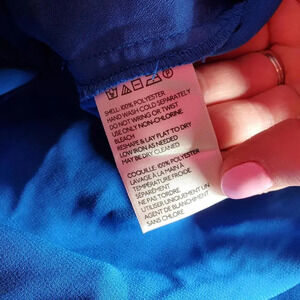 SHELL: 100% POLYESTER
HAND WASH COLD SEPARATELY
DO NOT WRING OR TWIST
USE ONLY NON-CHLORINE
BLEACH
RESHAPE & LAY FLAT TO DRY
LOW IRON AS NEEDED
MAY BE DRY CLEANED
COQUILLE: 100% POLYESTER
LAVAGE À LA MAIN À
TEMPÉRATURE FROIDE
SÉPARÉMENT
NE PAS TORDRE
UTILISER UNIQUEMENT UN
AGENT DE BLANCHIMENT
SANS CHLORE